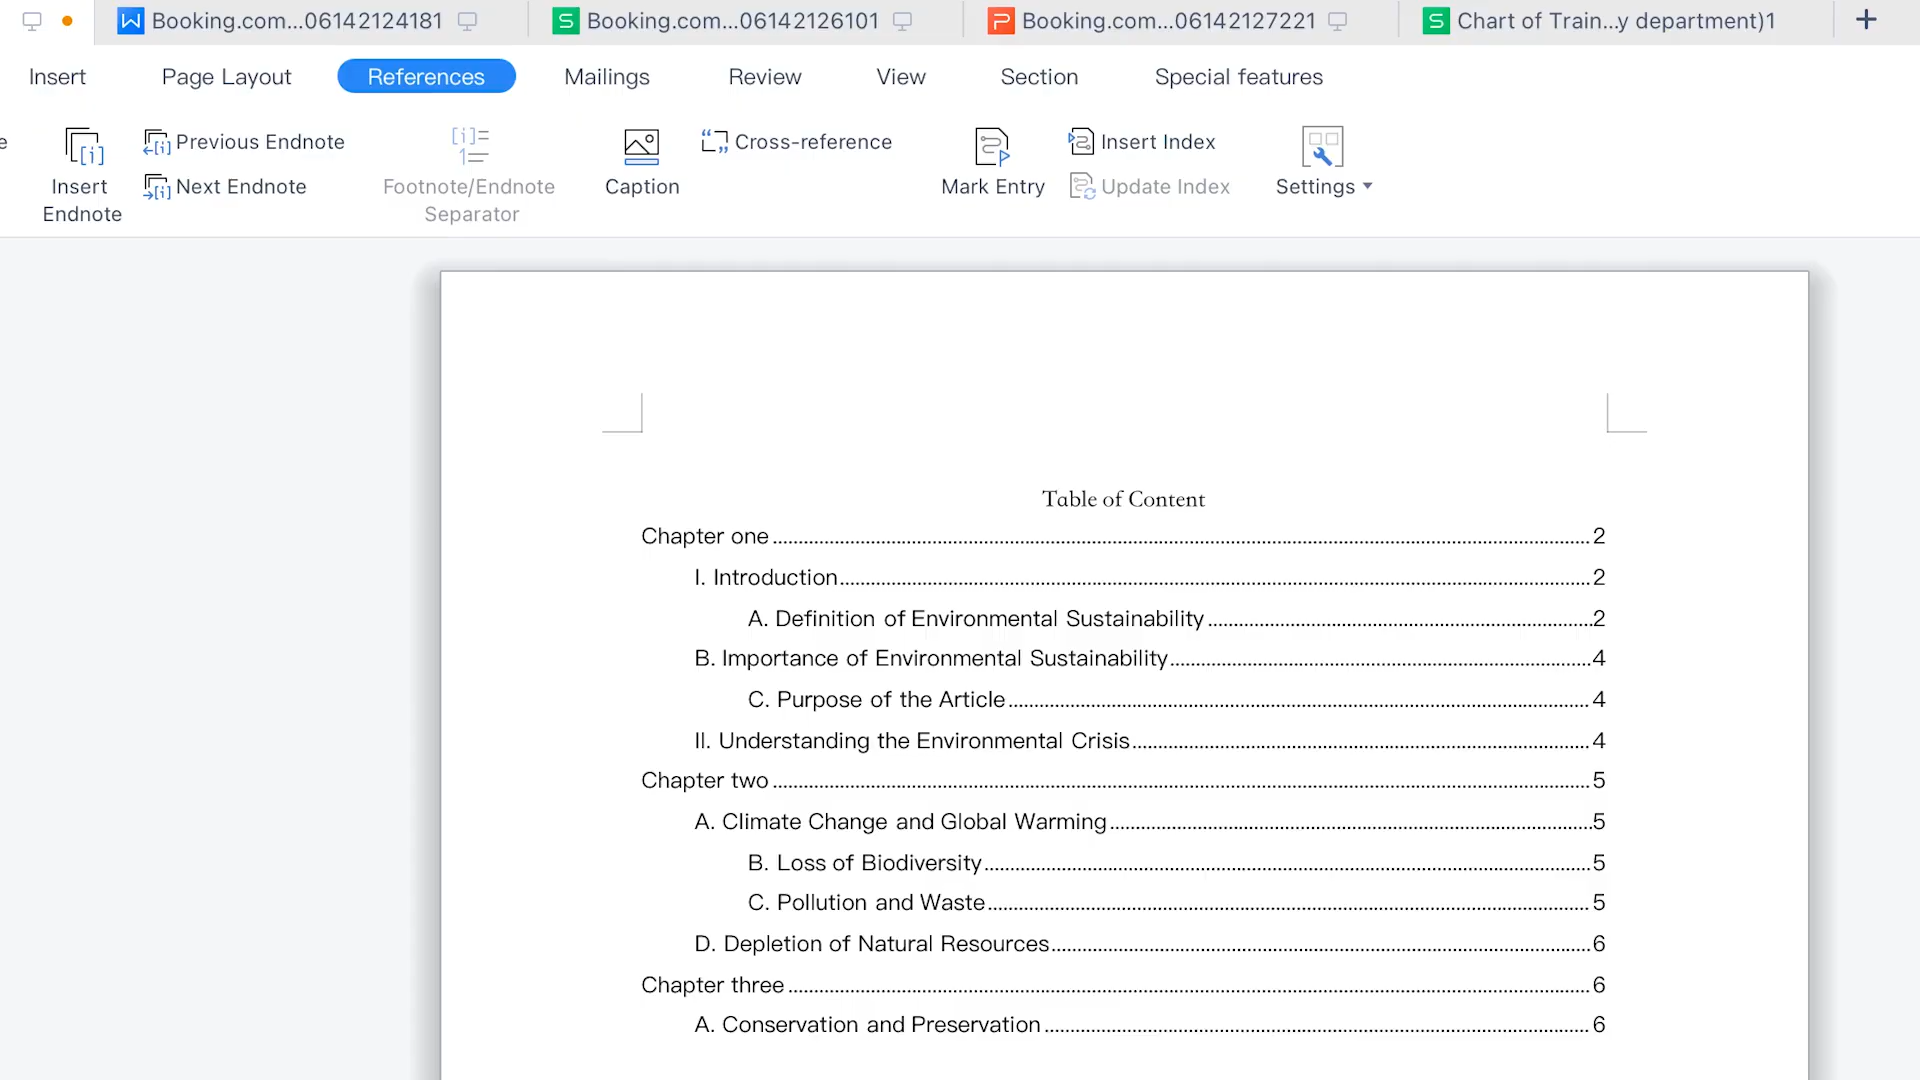 Booking.com...06142124181
Booking.com...06142126101
Booking.com...06142127221
Chart of Train...y department)1
Insert
Page Layout
References
Mailings
Review
View
Section
Special features
Insert Endnote
Previous Endnote
Next Endnote
Footnote/Endnote Separator
Caption
Cross-reference
Mark Entry
Insert Index
Update Index
Settings
Table of Content
Chapter one 2
I. Introduction 2
A. Definition of Environmental Sustainability 2
B. Importance of Environmental Sustainability 4
C. Purpose of the Article 4
II. Understanding the Environmental Crisis 4
Chapter two 5
A. Climate Change and Global Warming 5
B. Loss of Biodiversity 5
C. Pollution and Waste 5
D. Depletion of Natural Resources 6
Chapter three 6
A. Conservation and Preservation 6